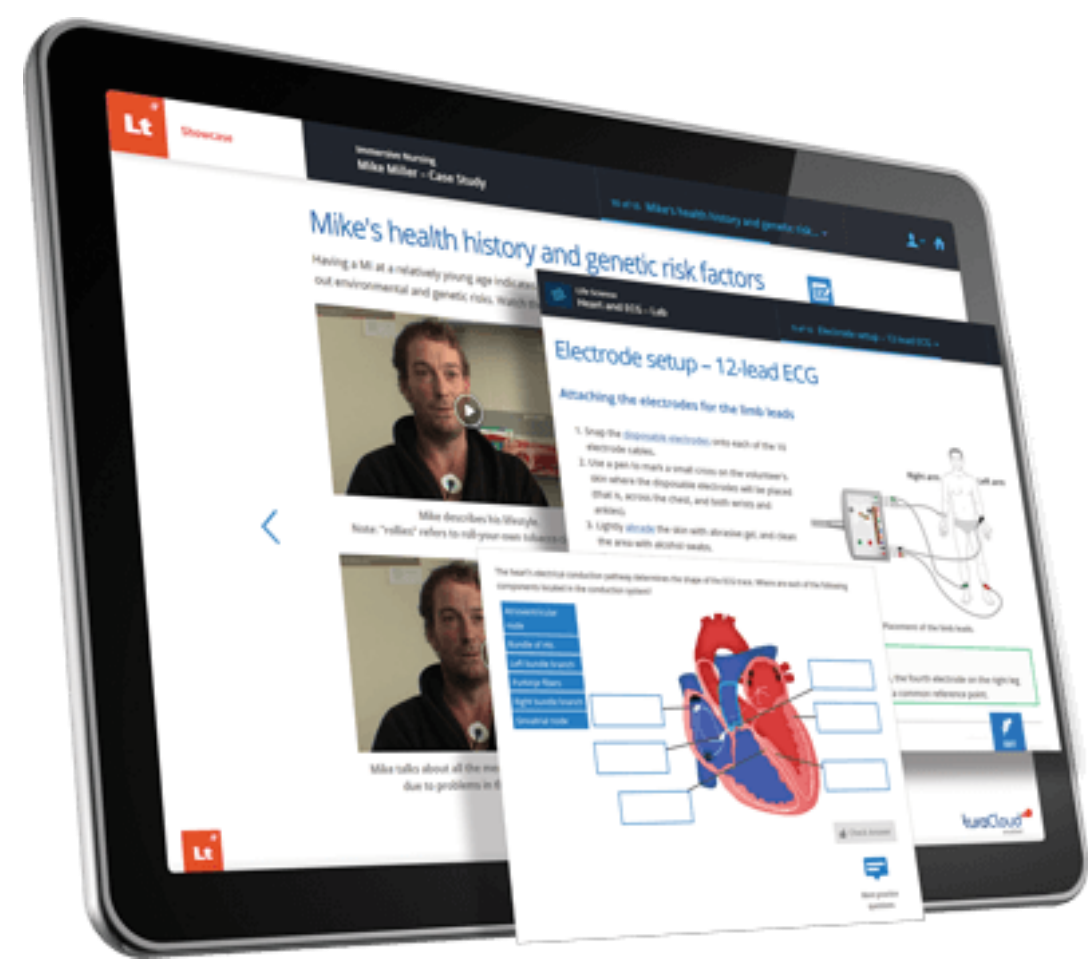 Lt
Showcase
Immersive Nursing
Mike Miller – Case Study
Mike's health history and genetic risk...
Mike's health history and genetic risk factors
Having a MI at a relatively young age indicates
out environmental and genetic risks. Watch
Mike describes his lifestyle.
Note: "rollies" refers to roll-your-own tobacco
Mike talks about all the
due to problems in
Lt
Life Science
Heart and ECG – Lab
Electrode setup – 12-lead ECG
Electrode setup – 12-lead ECG
Attaching the electrodes for the limb leads
1. Snap the disposable electrodes onto each of the 10
electrode cables.
2. Use a pen to mark a small cross on the volunteer's
skin where the disposable electrodes will be placed
(that is, across the chest, and both wrists and
ankles).
3. Lightly abrade the skin with abrasive gel, and clean
the area with alcohol swabs.
Right arm
Left arm
Placement of the limb leads.
, the fourth electrode on the right leg
a common reference point.
The heart's electrical conduction pathway determines the shape of the ECG trace. Where are each of the following
components located in the conduction system?
Atrioventricular
node
Bundle of His
Left bundle branch
Purkinje fibers
Right bundle branch
Sinoatrial node
Check Answer
More practice
questions
kuraCloud